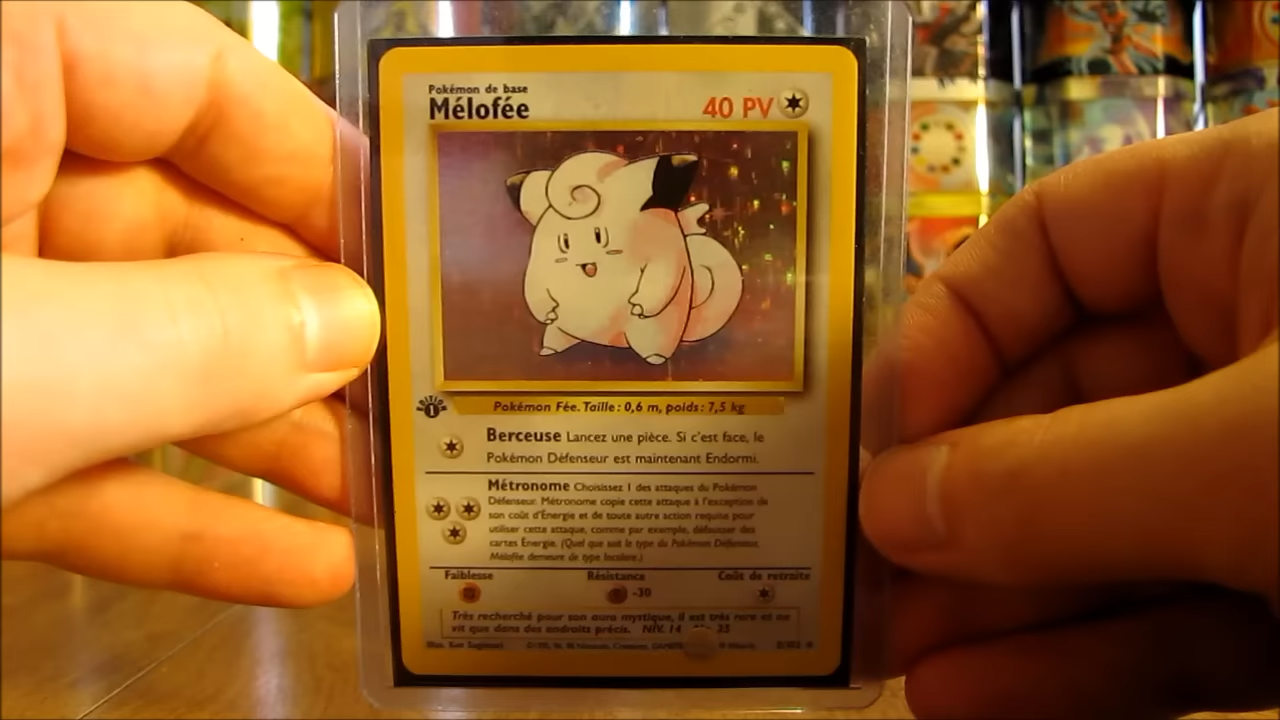 Pokémon de base
Mélofée
40 PV
EDITION
1
Pokémon Fée. Taille : 0,6 m, poids : 7,5 kg
Berceuse Lancez une pièce. Si c'est face, le
Pokémon Défenseur est maintenant Endormi.
Métronome Choisissez 1 des attaques du Pokémon
Défenseur. Métronome copie cette attaque à l'exception de
son coût d'Énergie et de toute autre action requise pour
utiliser cette attaque, comme par exemple, défausser des
cartes Énergie. (Quel que soit le type du Pokémon Défenseur,
Mélofée demeure de type Incolore.)
Faiblesse
Résistance
Coût de retraite
-30
Très recherché pour son aura mystique, il est très rare et ne
vit que dans des endroits précis. NIV. 14 35
Illus. Ken Sugimori